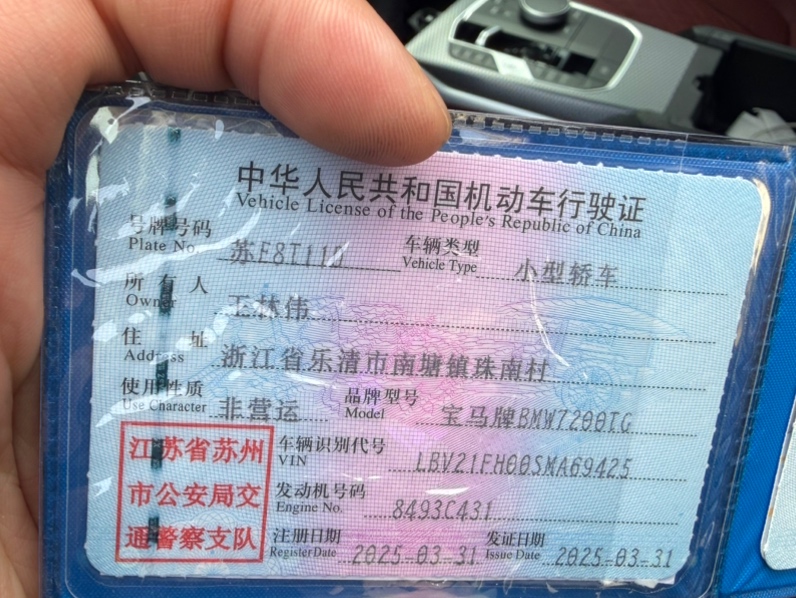 中华人民共和国机动车行驶证
Vehicle License of the People's Republic of China
号牌号码 车辆类型 小型轿车
Plate No. Vehicle Type
所有人 王林伟
Owner
住址 浙江省乐清市南塘镇珠南村
Address
使用性质 非营运 品牌型号 宝马牌BMW7200TG
Use Character Model
江苏省苏州
市公安局交
通警察支队
车辆识别代号 LBV21FH00SMA69425
VIN
发动机号码 8493C431
Engine No.
注册日期 2025-03-31 发证日期 2025-03-31
Register Date Issue Date